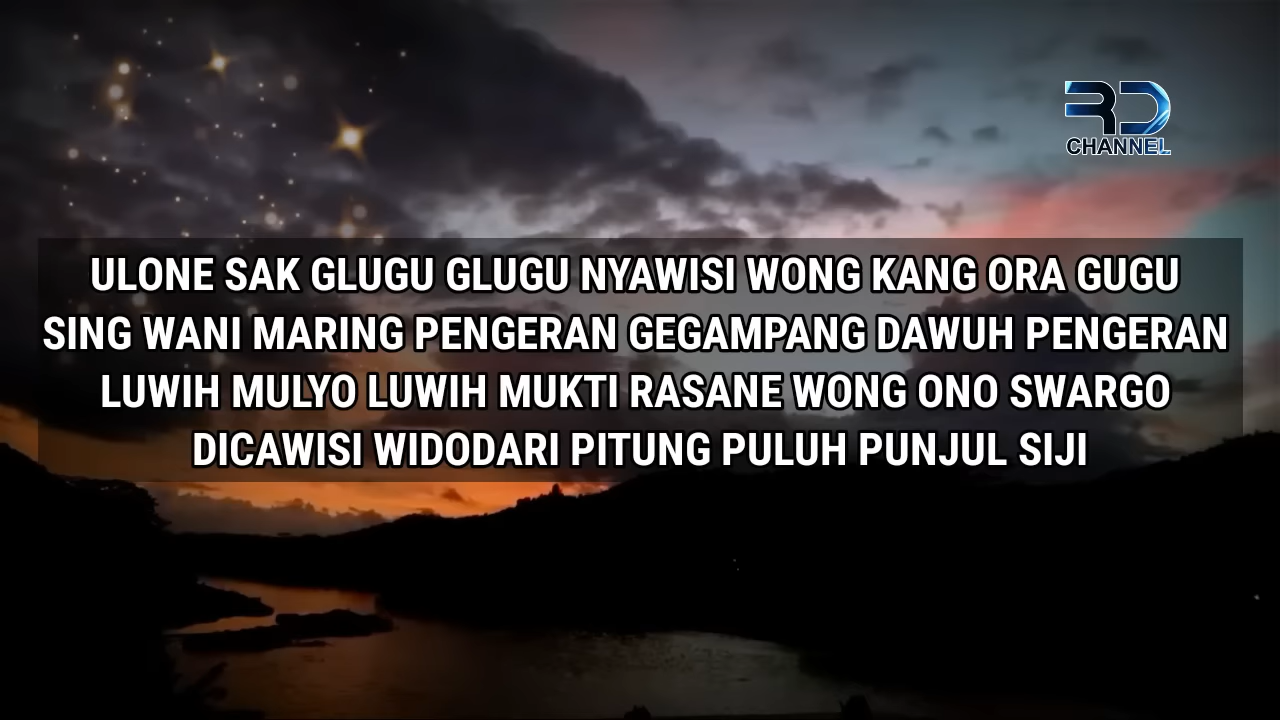 RD
CHANNEL
ULONE SAK GLUGU GLUGU NYAWISI WONG KANG ORA GUGU
SING WANI MARING PENGERAN GEGAMPANG DAWUH PENGERAN
LUWIH MULYO LUWIH MUKTI RASANE WONG ONO SWARGO
DICAWISI WIDODARI PITUNG PULUH PUNJUL SIJI